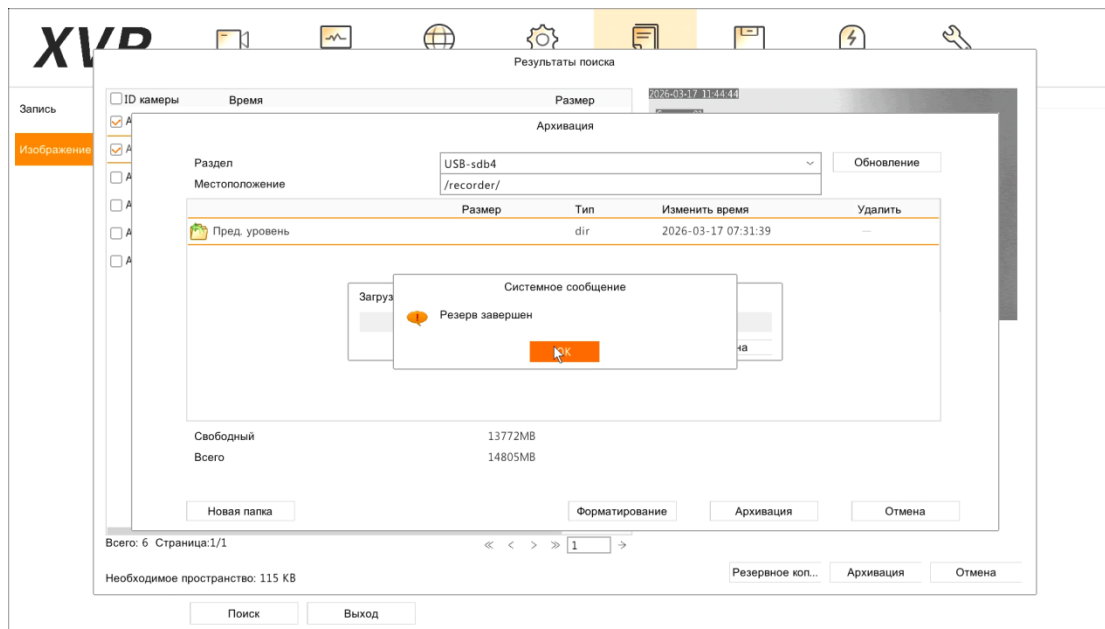 XVR
Результаты поиска
ID камеры Время Размер
2026-03-17 11:44:44
Запись
Архивация
Изображение
Раздел USB-sdb4 Обновление
Местоположение /recorder/
Размер Тип Изменить время Удалить
Пред. уровень dir 2026-03-17 07:31:39 —
Системное сообщение
Загруз
Резерв завершен
OK
на
Свободный 13772MB
Всего 14805MB
Новая папка Форматирование Архивация Отмена
Всего: 6 Страница:1/1 1
Необходимое пространство: 115 KB Резервное коп... Архивация Отмена
Поиск Выход